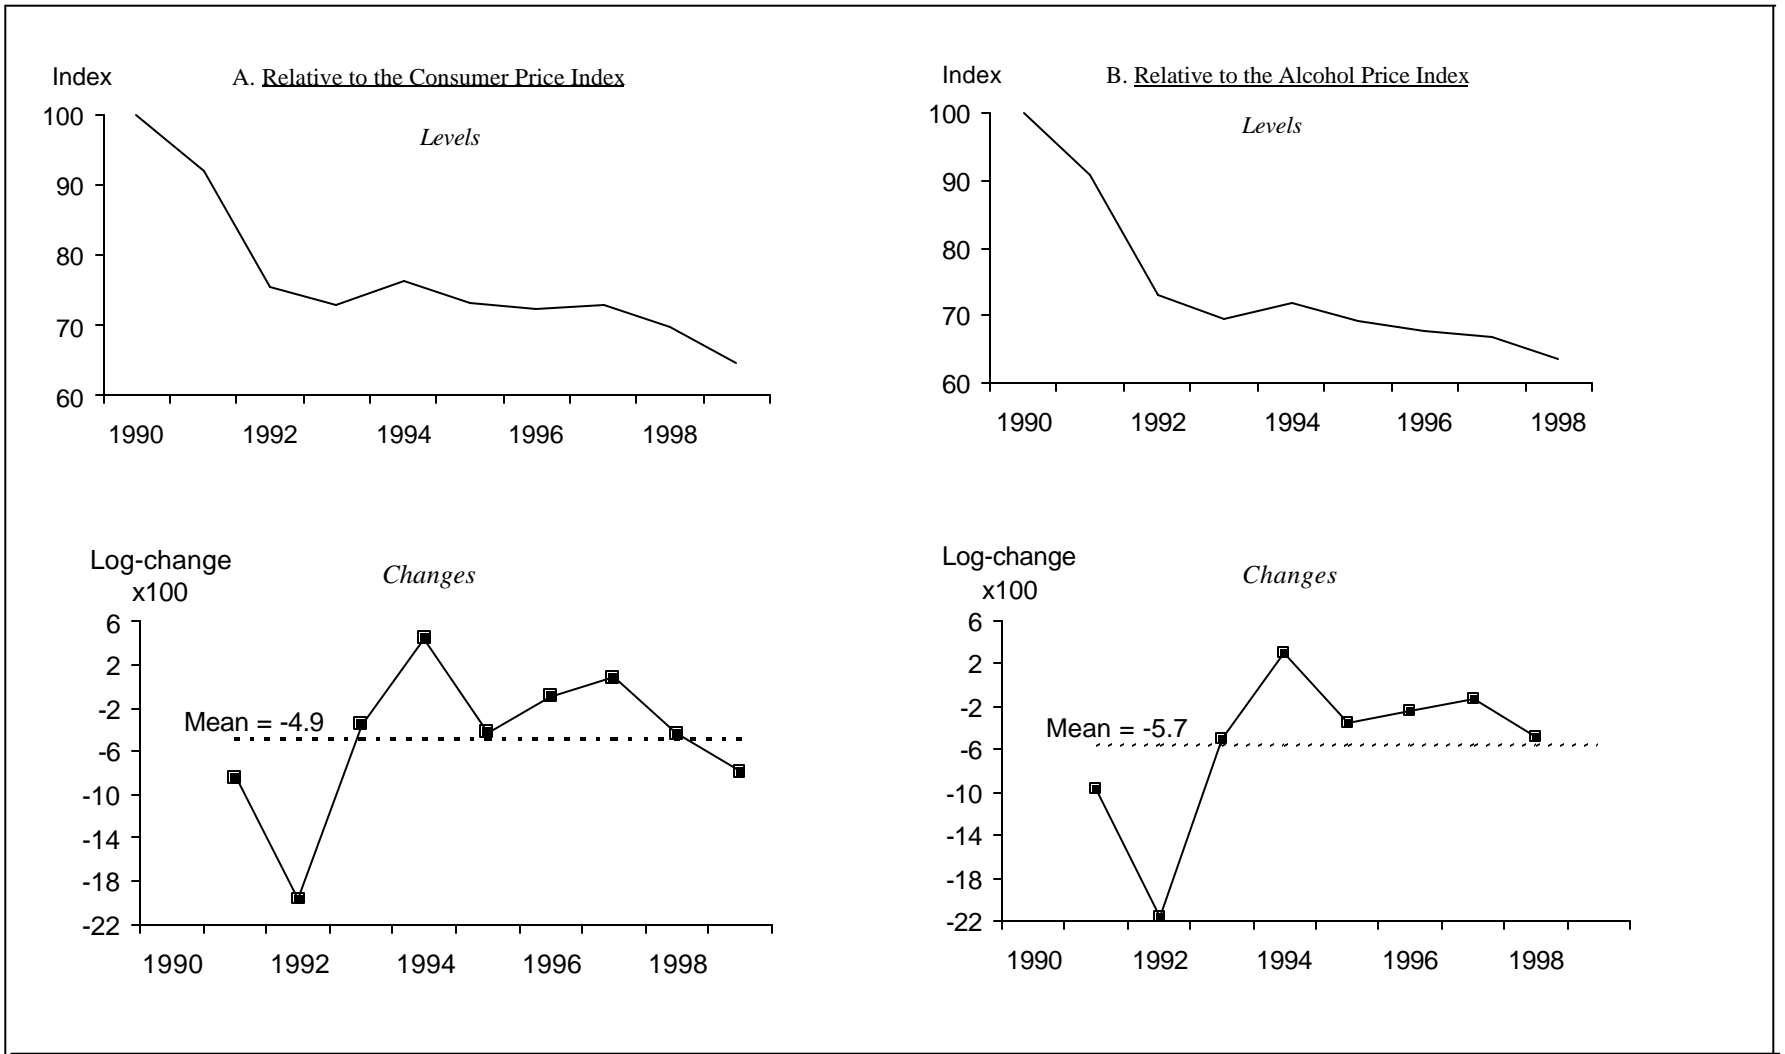 Index
A. Relative to the Consumer Price Index
Levels
100
90
80
70
60
1990 1992 1994 1996 1998
Index
B. Relative to the Alcohol Price Index
Levels
100
90
80
70
60
1990 1992 1994 1996 1998
Log-change
x100
Changes
6
2
-2
Mean = -4.9
-6
-10
-14
-18
-22
1990 1992 1994 1996 1998
Log-change
x100
Changes
6
2
-2
Mean = -5.7
-6
-10
-14
-18
-22
1990 1992 1994 1996 1998